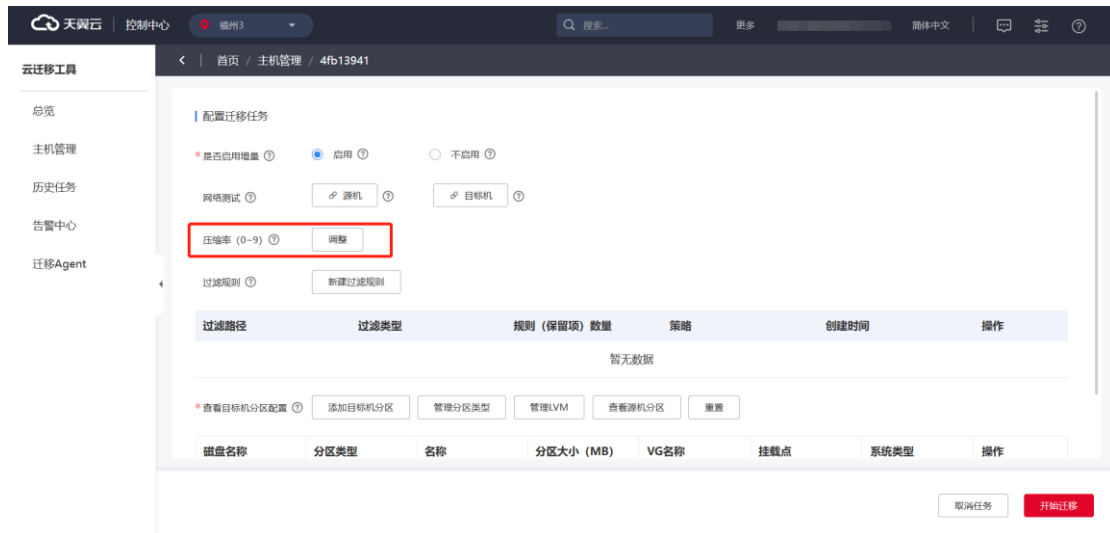 天翼云 控制中心 福州3 搜索... 更多 简体中文
云迁移工具 首页 / 主机管理 / 4fb13941
总览
主机管理
历史任务
告警中心
迁移Agent
配置迁移任务
*是否启用增量 启用 不启用
网络测试 源机 目标机
压缩率（0~9） 调整
过滤规则 新建过滤规则
过滤路径 过滤类型 规则（保留项）数量 策略 创建时间 操作
暂无数据
*查看目标机分区配置 添加目标机分区 管理分区类型 管理LVM 查看源机分区 重置
磁盘名称 分区类型 名称 分区大小（MB） VG名称 挂载点 系统类型 操作
取消任务 开始迁移